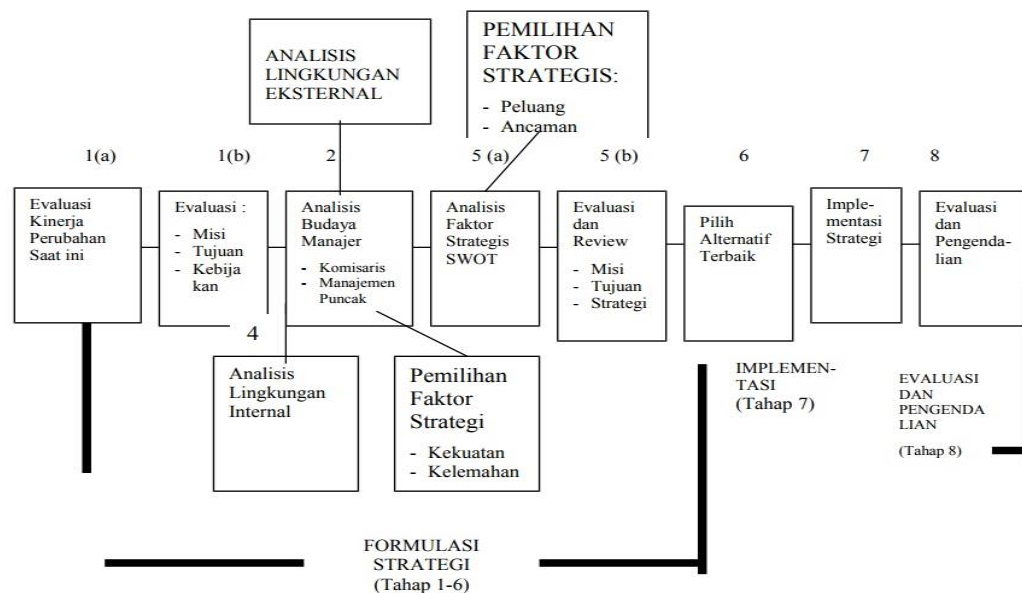 ANALISIS
LINGKUNGAN
EKSTERNAL
PEMILIHAN
FAKTOR
STRATEGIS:
- Peluang
- Ancaman
1(a)
1(b)
2
5 (a)
5 (b)
6
7
8
Evaluasi
Kinerja
Perubahan
Saat ini
Evaluasi :
- Misi
- Tujuan
- Kebija
kan
Analisis
Budaya
Manajer
- Komisaris
- Manajemen
Puncak
Analisis
Faktor
Strategis
SWOT
Evaluasi
dan
Review
- Misi
- Tujuan
- Strategi
Pilih
Alternatif
Terbaik
Imple-
mentasi
Strategi
Evaluasi
dan
Pengenda-
lian
4
Analisis
Lingkungan
Internal
Pemilihan
Faktor
Strategi
- Kekuatan
- Kelemahan
IMPLEMEN-
TASI
(Tahap 7)
EVALUASI
DAN
PENGENDA
LIAN
(Tahap 8)
FORMULASI
STRATEGI
(Tahap 1-6)